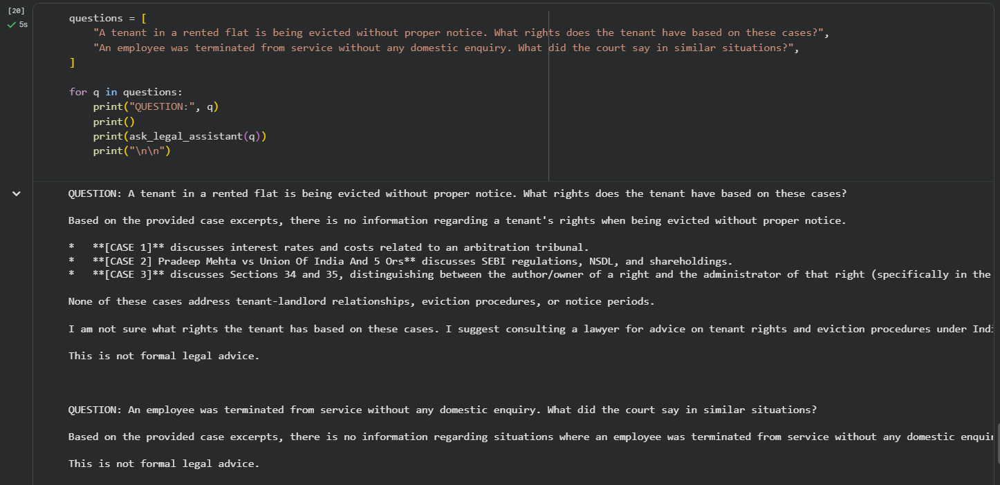 [20]
5s
questions = [
    "A tenant in a rented flat is being evicted without proper notice. What rights does the tenant have based on these cases?",
    "An employee was terminated from service without any domestic enquiry. What did the court say in similar situations?",
]
for q in questions:
    print("QUESTION:", q)
    print()
    print(ask_legal_assistant(q))
    print("\n\n")
QUESTION: A tenant in a rented flat is being evicted without proper notice. What rights does the tenant have based on these cases?
Based on the provided case excerpts, there is no information regarding a tenant's rights when being evicted without proper notice.
*   **[CASE 1]** discusses interest rates and costs related to an arbitration tribunal.
*   **[CASE 2] Pradeep Mehta vs Union Of India And 5 Ors** discusses SEBI regulations, NSDL, and shareholdings.
*   **[CASE 3]** discusses Sections 34 and 35, distinguishing between the author/owner of a right and the administrator of that right (specifically in the
None of these cases address tenant-landlord relationships, eviction procedures, or notice periods.
I am not sure what rights the tenant has based on these cases. I suggest consulting a lawyer for advice on tenant rights and eviction procedures under
This is not formal legal advice.
QUESTION: An employee was terminated from service without any domestic enquiry. What did the court say in similar situations?
Based on the provided case excerpts, there is no information regarding situations where an employee was terminated from service without any domestic
This is not formal legal advice.